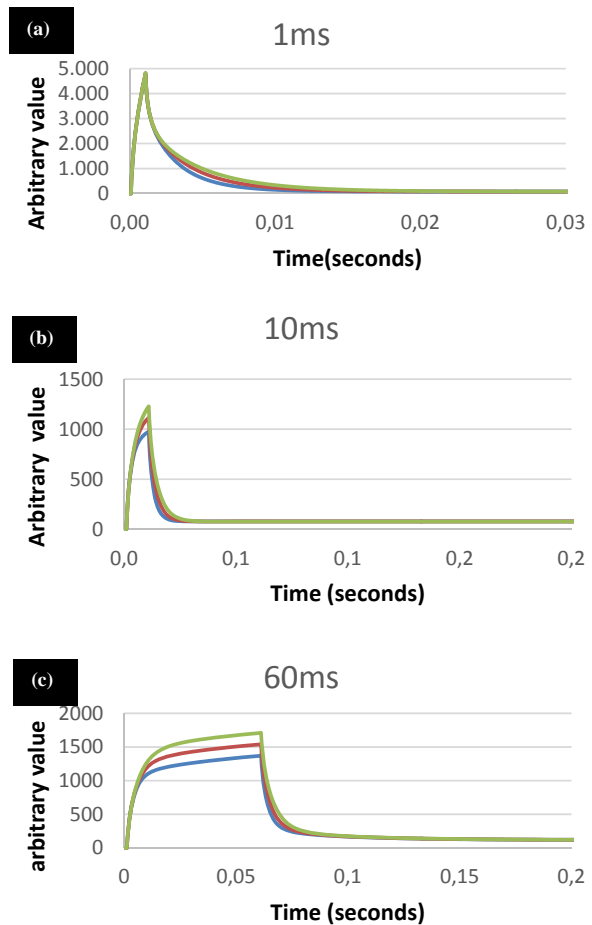 (a)
1ms
Arbitrary value
5.000
4.000
3.000
2.000
1.000
0
0,00 0,01 0,02 0,03
Time(seconds)
(b)
10ms
Arbitrary value
1500
1000
500
0
0,0 0,1 0,1 0,2 0,2
Time (seconds)
(c)
60ms
arbitrary value
2000
1500
1000
500
0
0 0,05 0,1 0,15 0,2
Time (seconds)